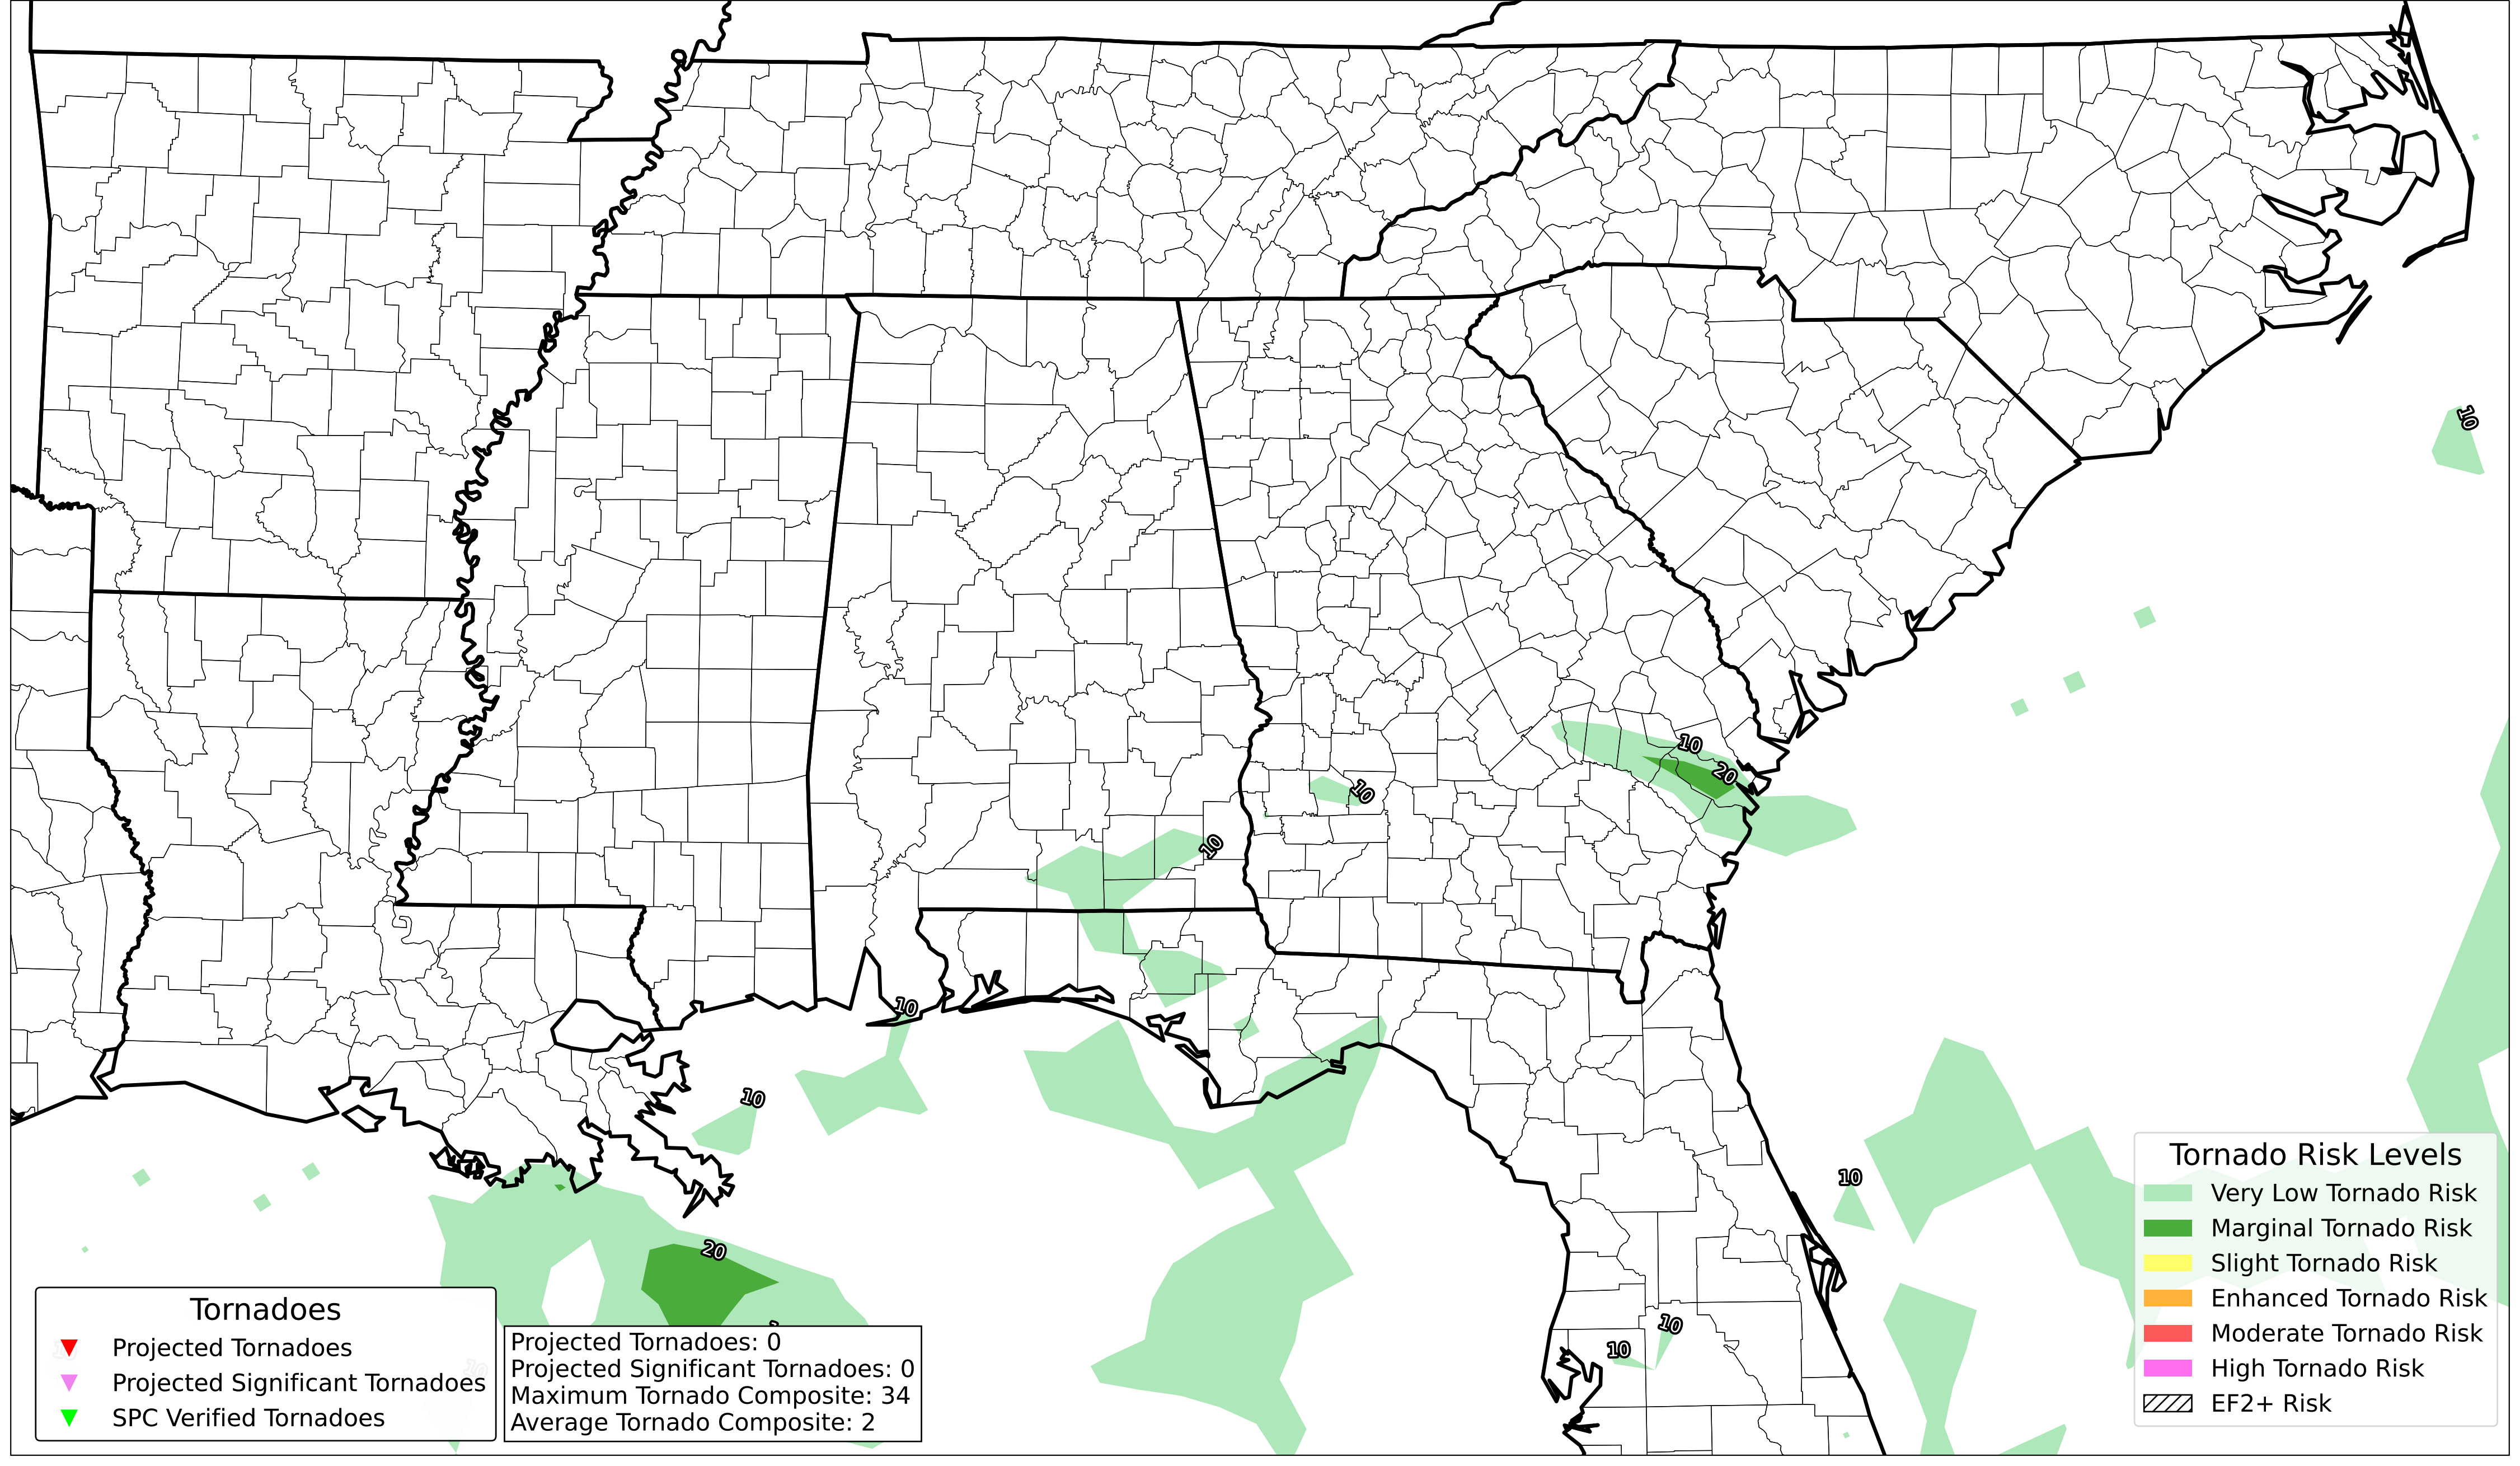 10
10
20
10
10
10
10
10
20
10
10
Tornado Risk Levels
Very Low Tornado Risk
Marginal Tornado Risk
Slight Tornado Risk
Enhanced Tornado Risk
Moderate Tornado Risk
High Tornado Risk
EF2+ Risk
Tornadoes
Projected Tornadoes
Projected Significant Tornadoes
SPC Verified Tornadoes
Projected Tornadoes: 0
Projected Significant Tornadoes: 0
Maximum Tornado Composite: 34
Average Tornado Composite: 2